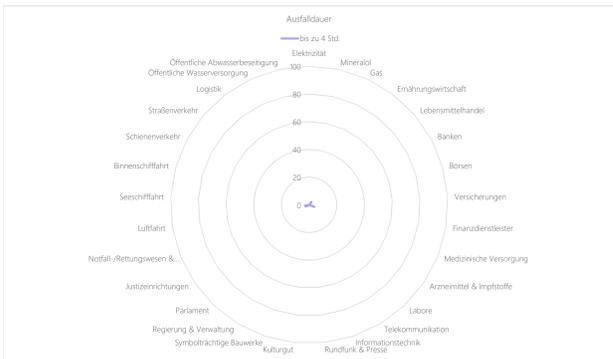 Ausfalldauer
bis zu 4 Std.
Elektrizität
Mineralöl
Gas
Ernährungswirtschaft
Lebensmittelhandel
Banken
Börsen
Versicherungen
Finanzdienstleister
Medizinische Versorgung
Arzneimittel & Impfstoffe
Labore
Telekommunikation
Informationstechnik
Rundfunk & Presse
Kulturgut
Symbolträchtige Bauwerke
Regierung & Verwaltung
Parlament
Justizeinrichtungen
Notfall-/Rettungswesen &...
Luftfahrt
Seeschifffahrt
Binnenschifffahrt
Schienenverkehr
Straßenverkehr
Logistik
Öffentliche Wasserversorgung
Öffentliche Abwasserbeseitigung
100
80
60
40
20
0